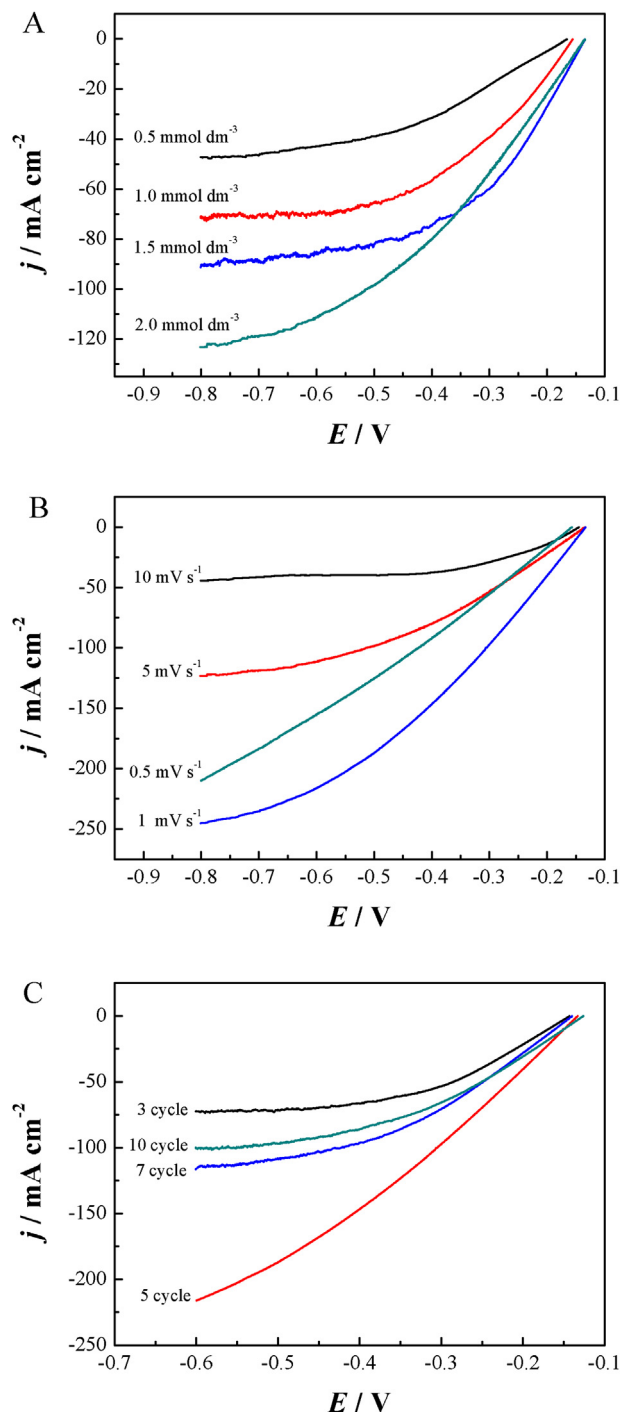 A
0
-20
-40
-60
-80
-100
-120
0.5 mmol dm-3
1.0 mmol dm-3
1.5 mmol dm-3
2.0 mmol dm-3
j / mA cm-2
-0.9 -0.8 -0.7 -0.6 -0.5 -0.4 -0.3 -0.2 -0.1
E / V
B
0
-50
-100
-150
-200
-250
10 mV s-1
5 mV s-1
0.5 mV s-1
1 mV s-1
j / mA cm-2
-0.9 -0.8 -0.7 -0.6 -0.5 -0.4 -0.3 -0.2 -0.1
E / V
C
0
-50
-100
-150
-200
-250
3 cycle
10 cycle
7 cycle
5 cycle
j / mA cm-2
-0.7 -0.6 -0.5 -0.4 -0.3 -0.2 -0.1
E / V